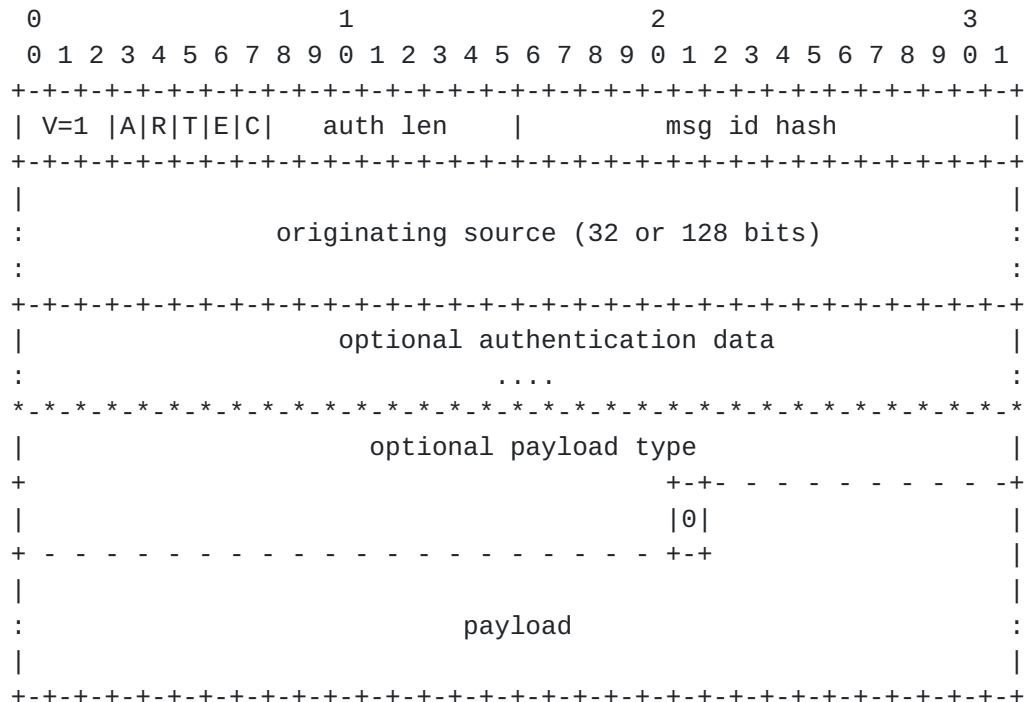 0                   1                   2                   3
 0 1 2 3 4 5 6 7 8 9 0 1 2 3 4 5 6 7 8 9 0 1 2 3 4 5 6 7 8 9 0 1
+-+-+-+-+-+-+-+-+-+-+-+-+-+-+-+-+-+-+-+-+-+-+-+-+-+-+-+-+-+-+-+-+
| V=1 |A|R|T|E|C|   auth len    |         msg id hash           |
+-+-+-+-+-+-+-+-+-+-+-+-+-+-+-+-+-+-+-+-+-+-+-+-+-+-+-+-+-+-+-+-+
|                                                               |
:                originating source (32 or 128 bits)            :
:                                                               :
+-+-+-+-+-+-+-+-+-+-+-+-+-+-+-+-+-+-+-+-+-+-+-+-+-+-+-+-+-+-+-+-+
|                    optional authentication data               |
:                              ....                             :
*-*-*-*-*-*-*-*-*-*-*-*-*-*-*-*-*-*-*-*-*-*-*-*-*-*-*-*-*-*-*-*-*
|                      optional payload type                    |
+                                         +-+- - - - - - - - - -+
|                                         |0|                   |
+ - - - - - - - - - - - - - - - - - - - - +-+                   |
|                                                               |
:                            payload                            :
|                                                               |
+-+-+-+-+-+-+-+-+-+-+-+-+-+-+-+-+-+-+-+-+-+-+-+-+-+-+-+-+-+-+-+-+